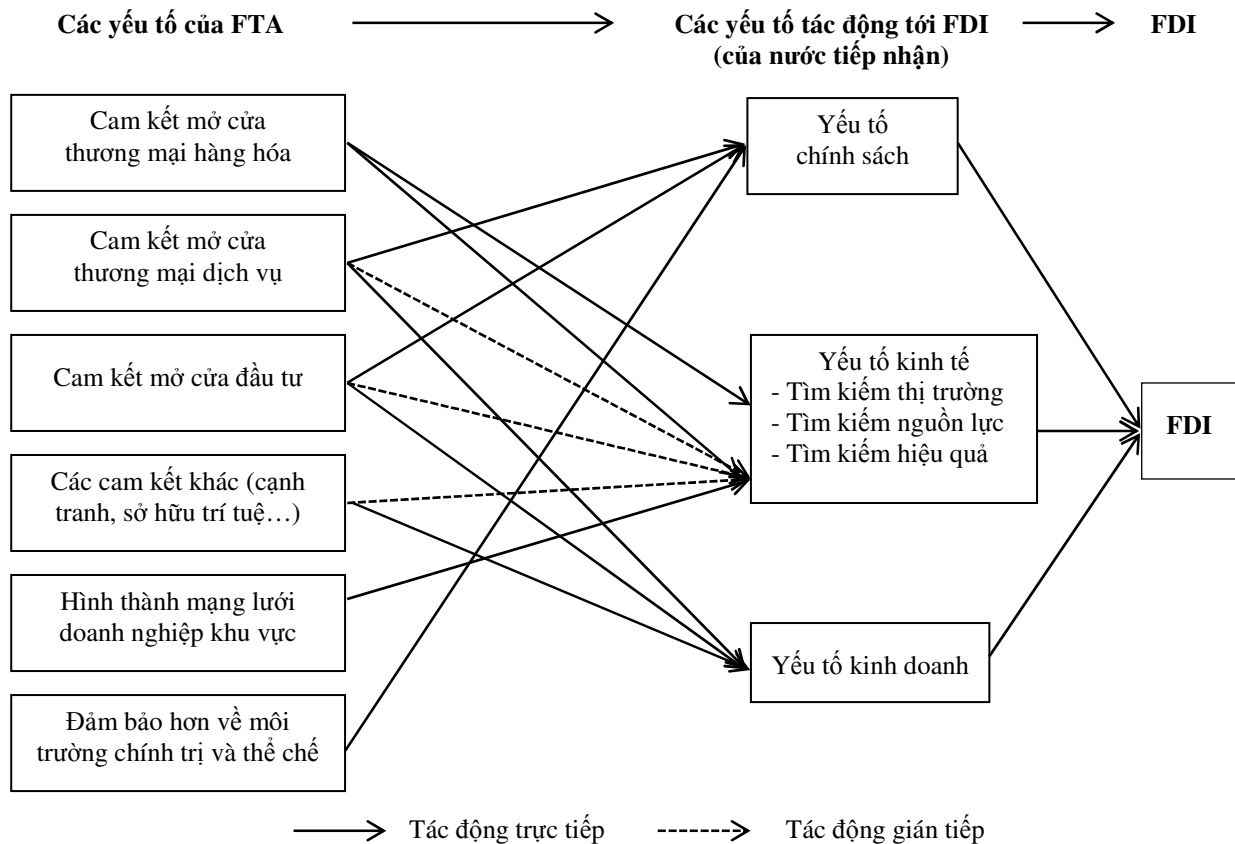 Các yếu tố của FTA
Các yếu tố tác động tới FDI
(của nước tiếp nhận)
FDI
Cam kết mở cửa
thương mại hàng hóa
Cam kết mở cửa
thương mại dịch vụ
Cam kết mở cửa đầu tư
Các cam kết khác (cạnh
tranh, sở hữu trí tuệ…)
Hình thành mạng lưới
doanh nghiệp khu vực
Đảm bảo hơn về môi
trường chính trị và thể chế
Yếu tố
chính sách
Yếu tố kinh tế
- Tìm kiếm thị trường
- Tìm kiếm nguồn lực
- Tìm kiếm hiệu quả
Yếu tố kinh doanh
FDI
Tác động trực tiếp
Tác động gián tiếp